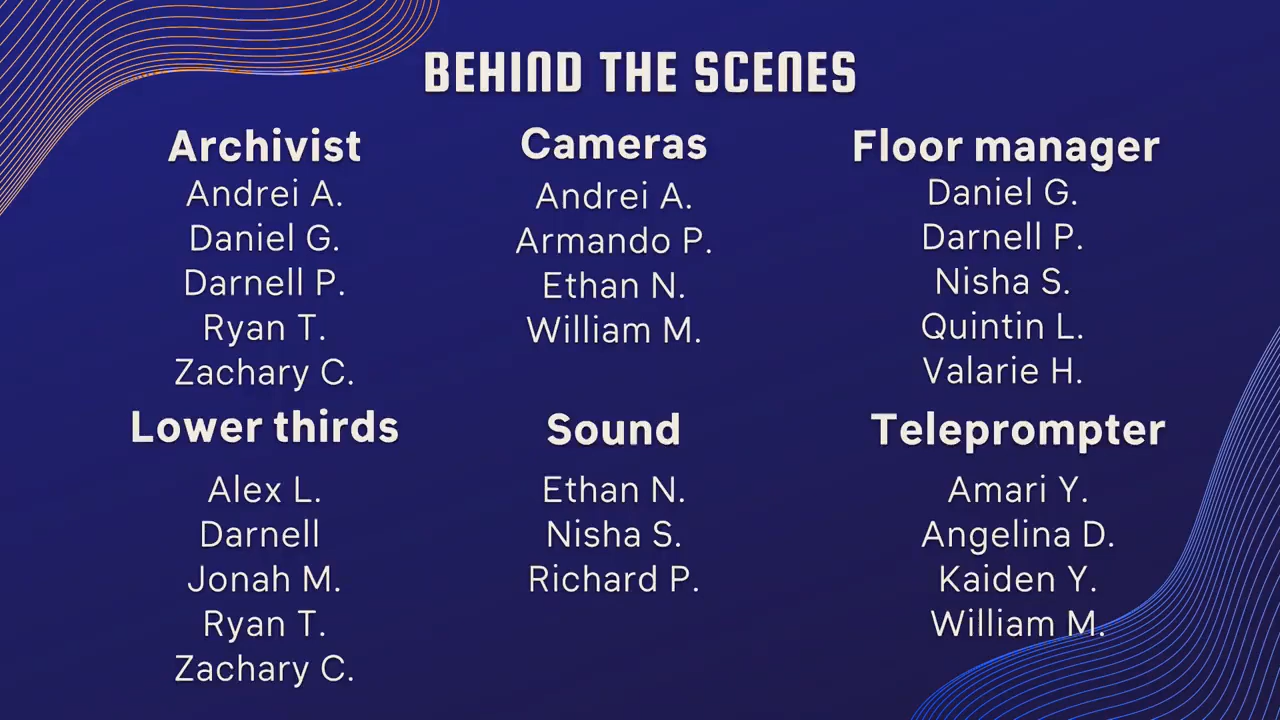 BEHIND THE SCENES
Archivist
Andrei A.
Daniel G.
Darnell P.
Ryan T.
Zachary C.
Cameras
Andrei A.
Armando P.
Ethan N.
William M.
Floor manager
Daniel G.
Darnell P.
Nisha S.
Quintin L.
Valarie H.
Lower thirds
Alex L.
Darnell
Jonah M.
Ryan T.
Zachary C.
Sound
Ethan N.
Nisha S.
Richard P.
Teleprompter
Amari Y.
Angelina D.
Kaiden Y.
William M.